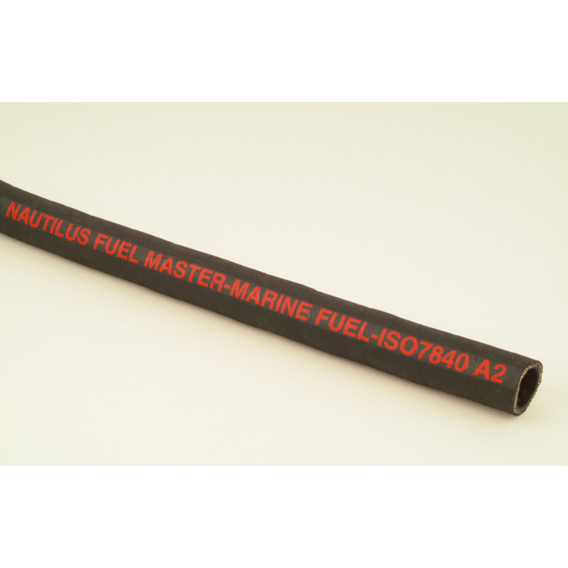 NAUTILUS FUEL MASTER-MARINE FUEL-ISO7840 A2